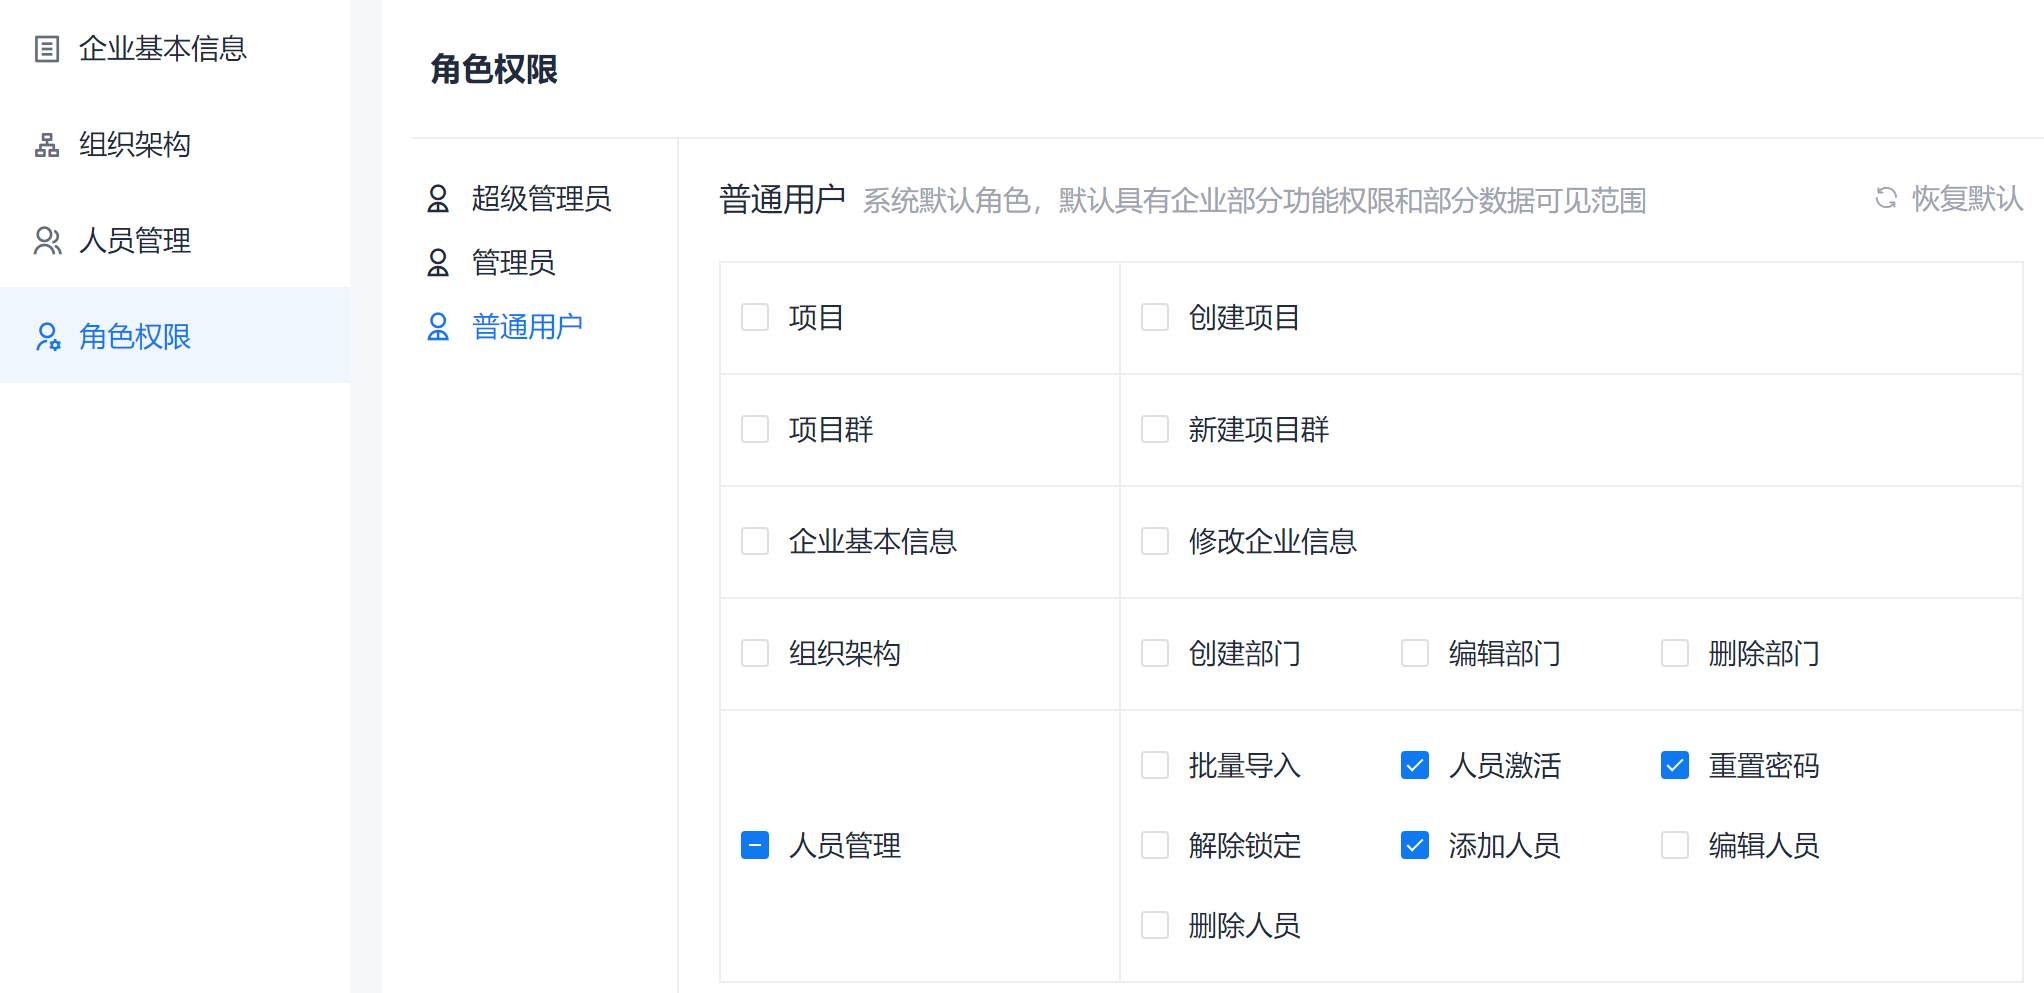 企业基本信息
组织架构
人员管理
角色权限
角色权限
超级管理员
管理员
普通用户
普通用户 系统默认角色，默认具有企业部分功能权限和部分数据可见范围 恢复默认
项目 创建项目
项目群 新建项目群
企业基本信息 修改企业信息
组织架构 创建部门 编辑部门 删除部门
批量导入 人员激活 重置密码
人员管理 解除锁定 添加人员 编辑人员
删除人员